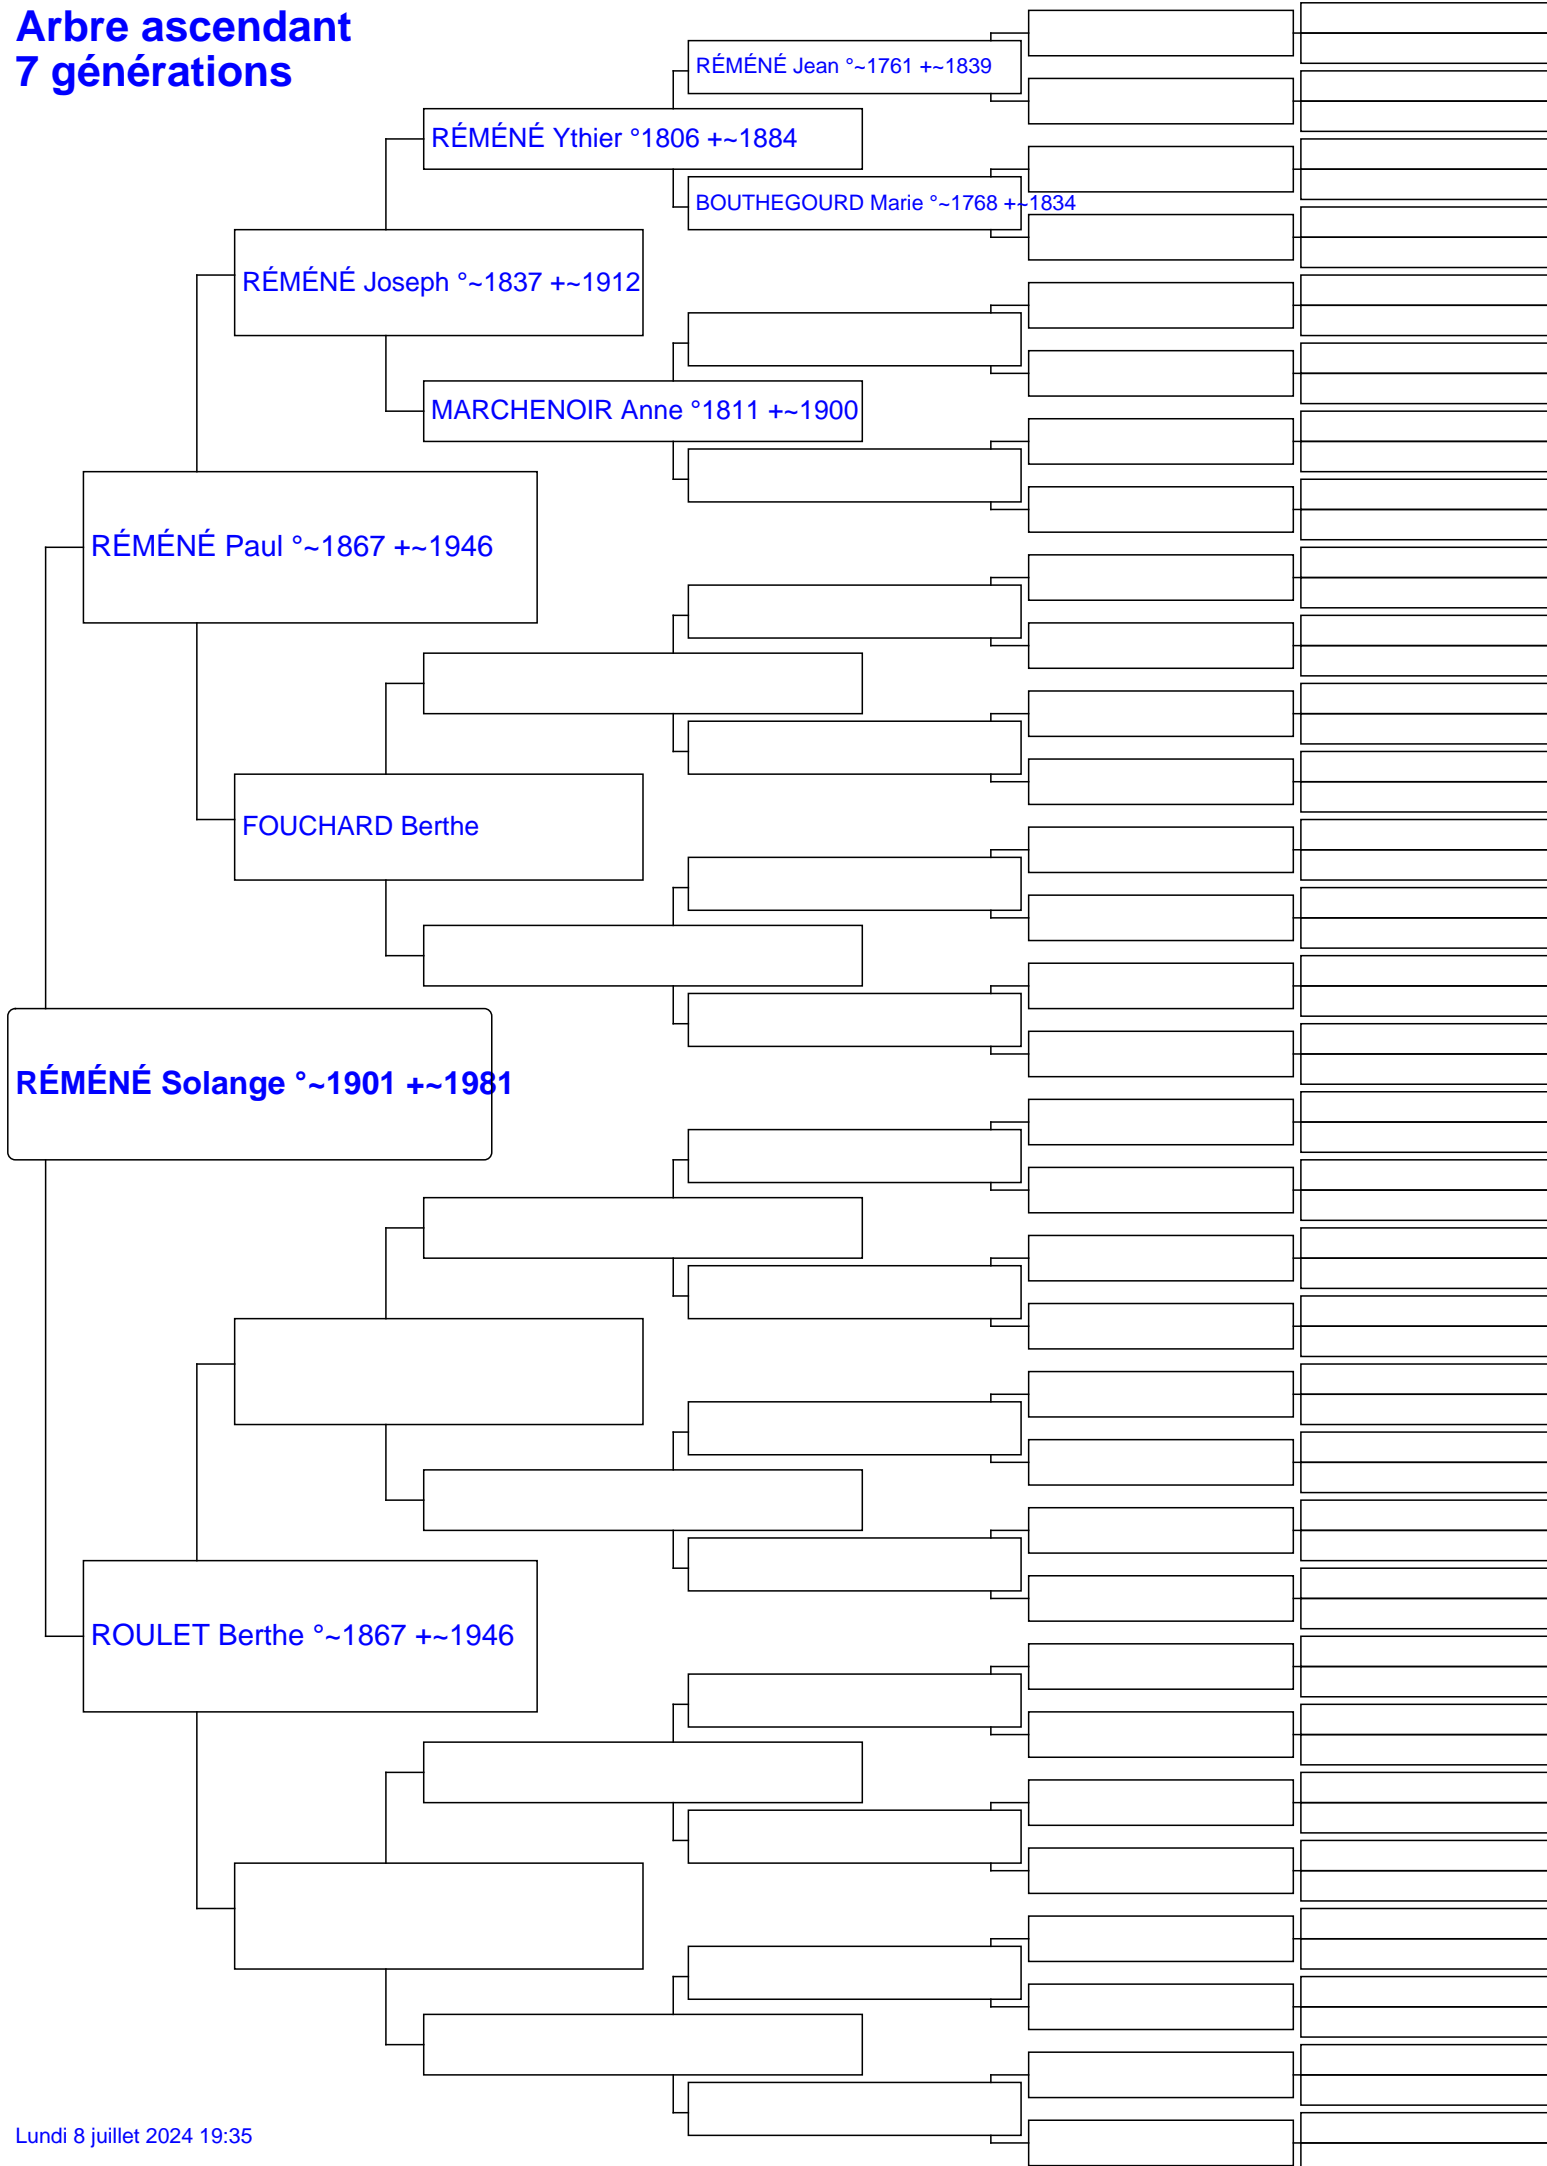 Arbre ascendant
7 générations
RÉMÉNÉ Jean °~1761 +~1839
RÉMÉNÉ Ythier °1806 +~1884
BOUTHEGOURD Marie °~1768 +~1834
RÉMÉNÉ Joseph °~1837 +~1912
MARCHENOIR Anne °1811 +~1900
RÉMÉNÉ Paul °~1867 +~1946
FOUCHARD Berthe
RÉMÉNÉ Solange °~1901 +~1981
ROULET Berthe °~1867 +~1946
Lundi 8 juillet 2024 19:35